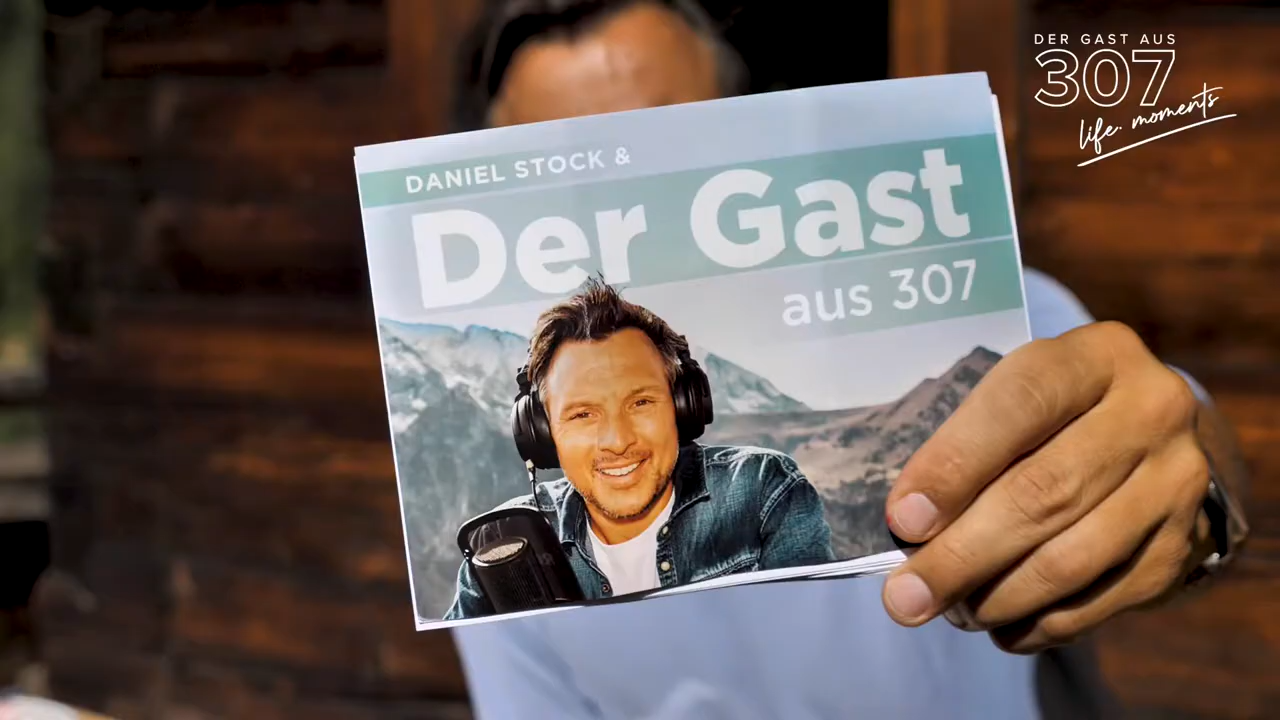 DANIEL STOCK &
Der Gast
aus 307
DER GAST AUS
307
life. moments